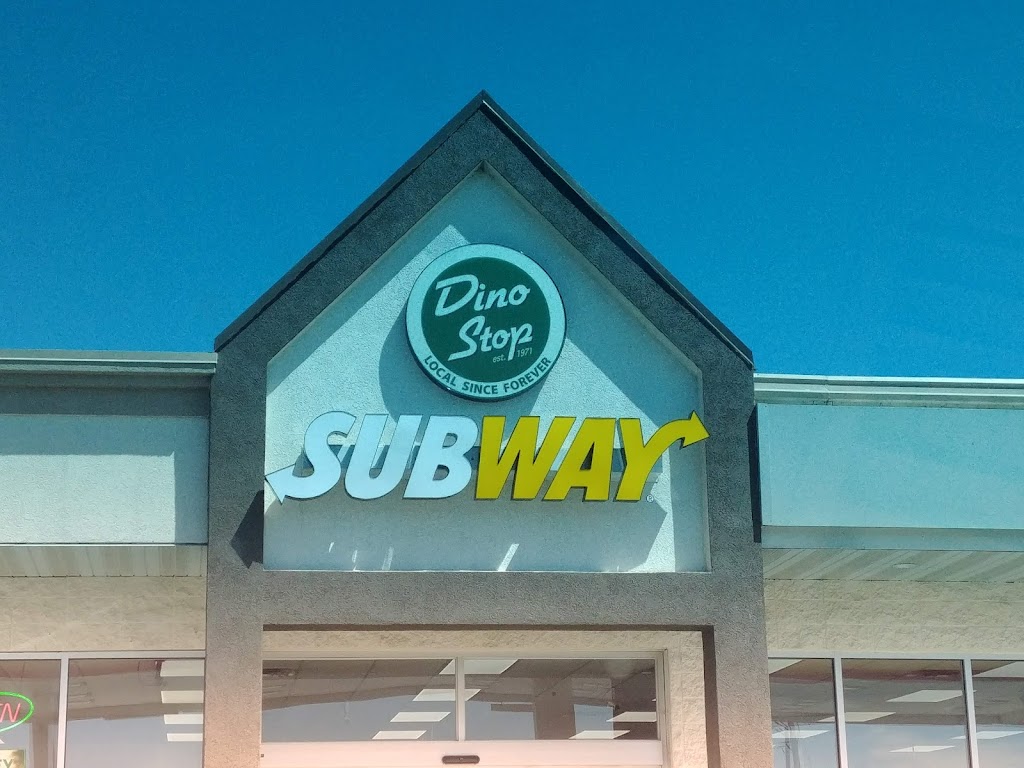 Dino
Stop
est. 1971
LOCAL SINCE FOREVER
SUBWAY